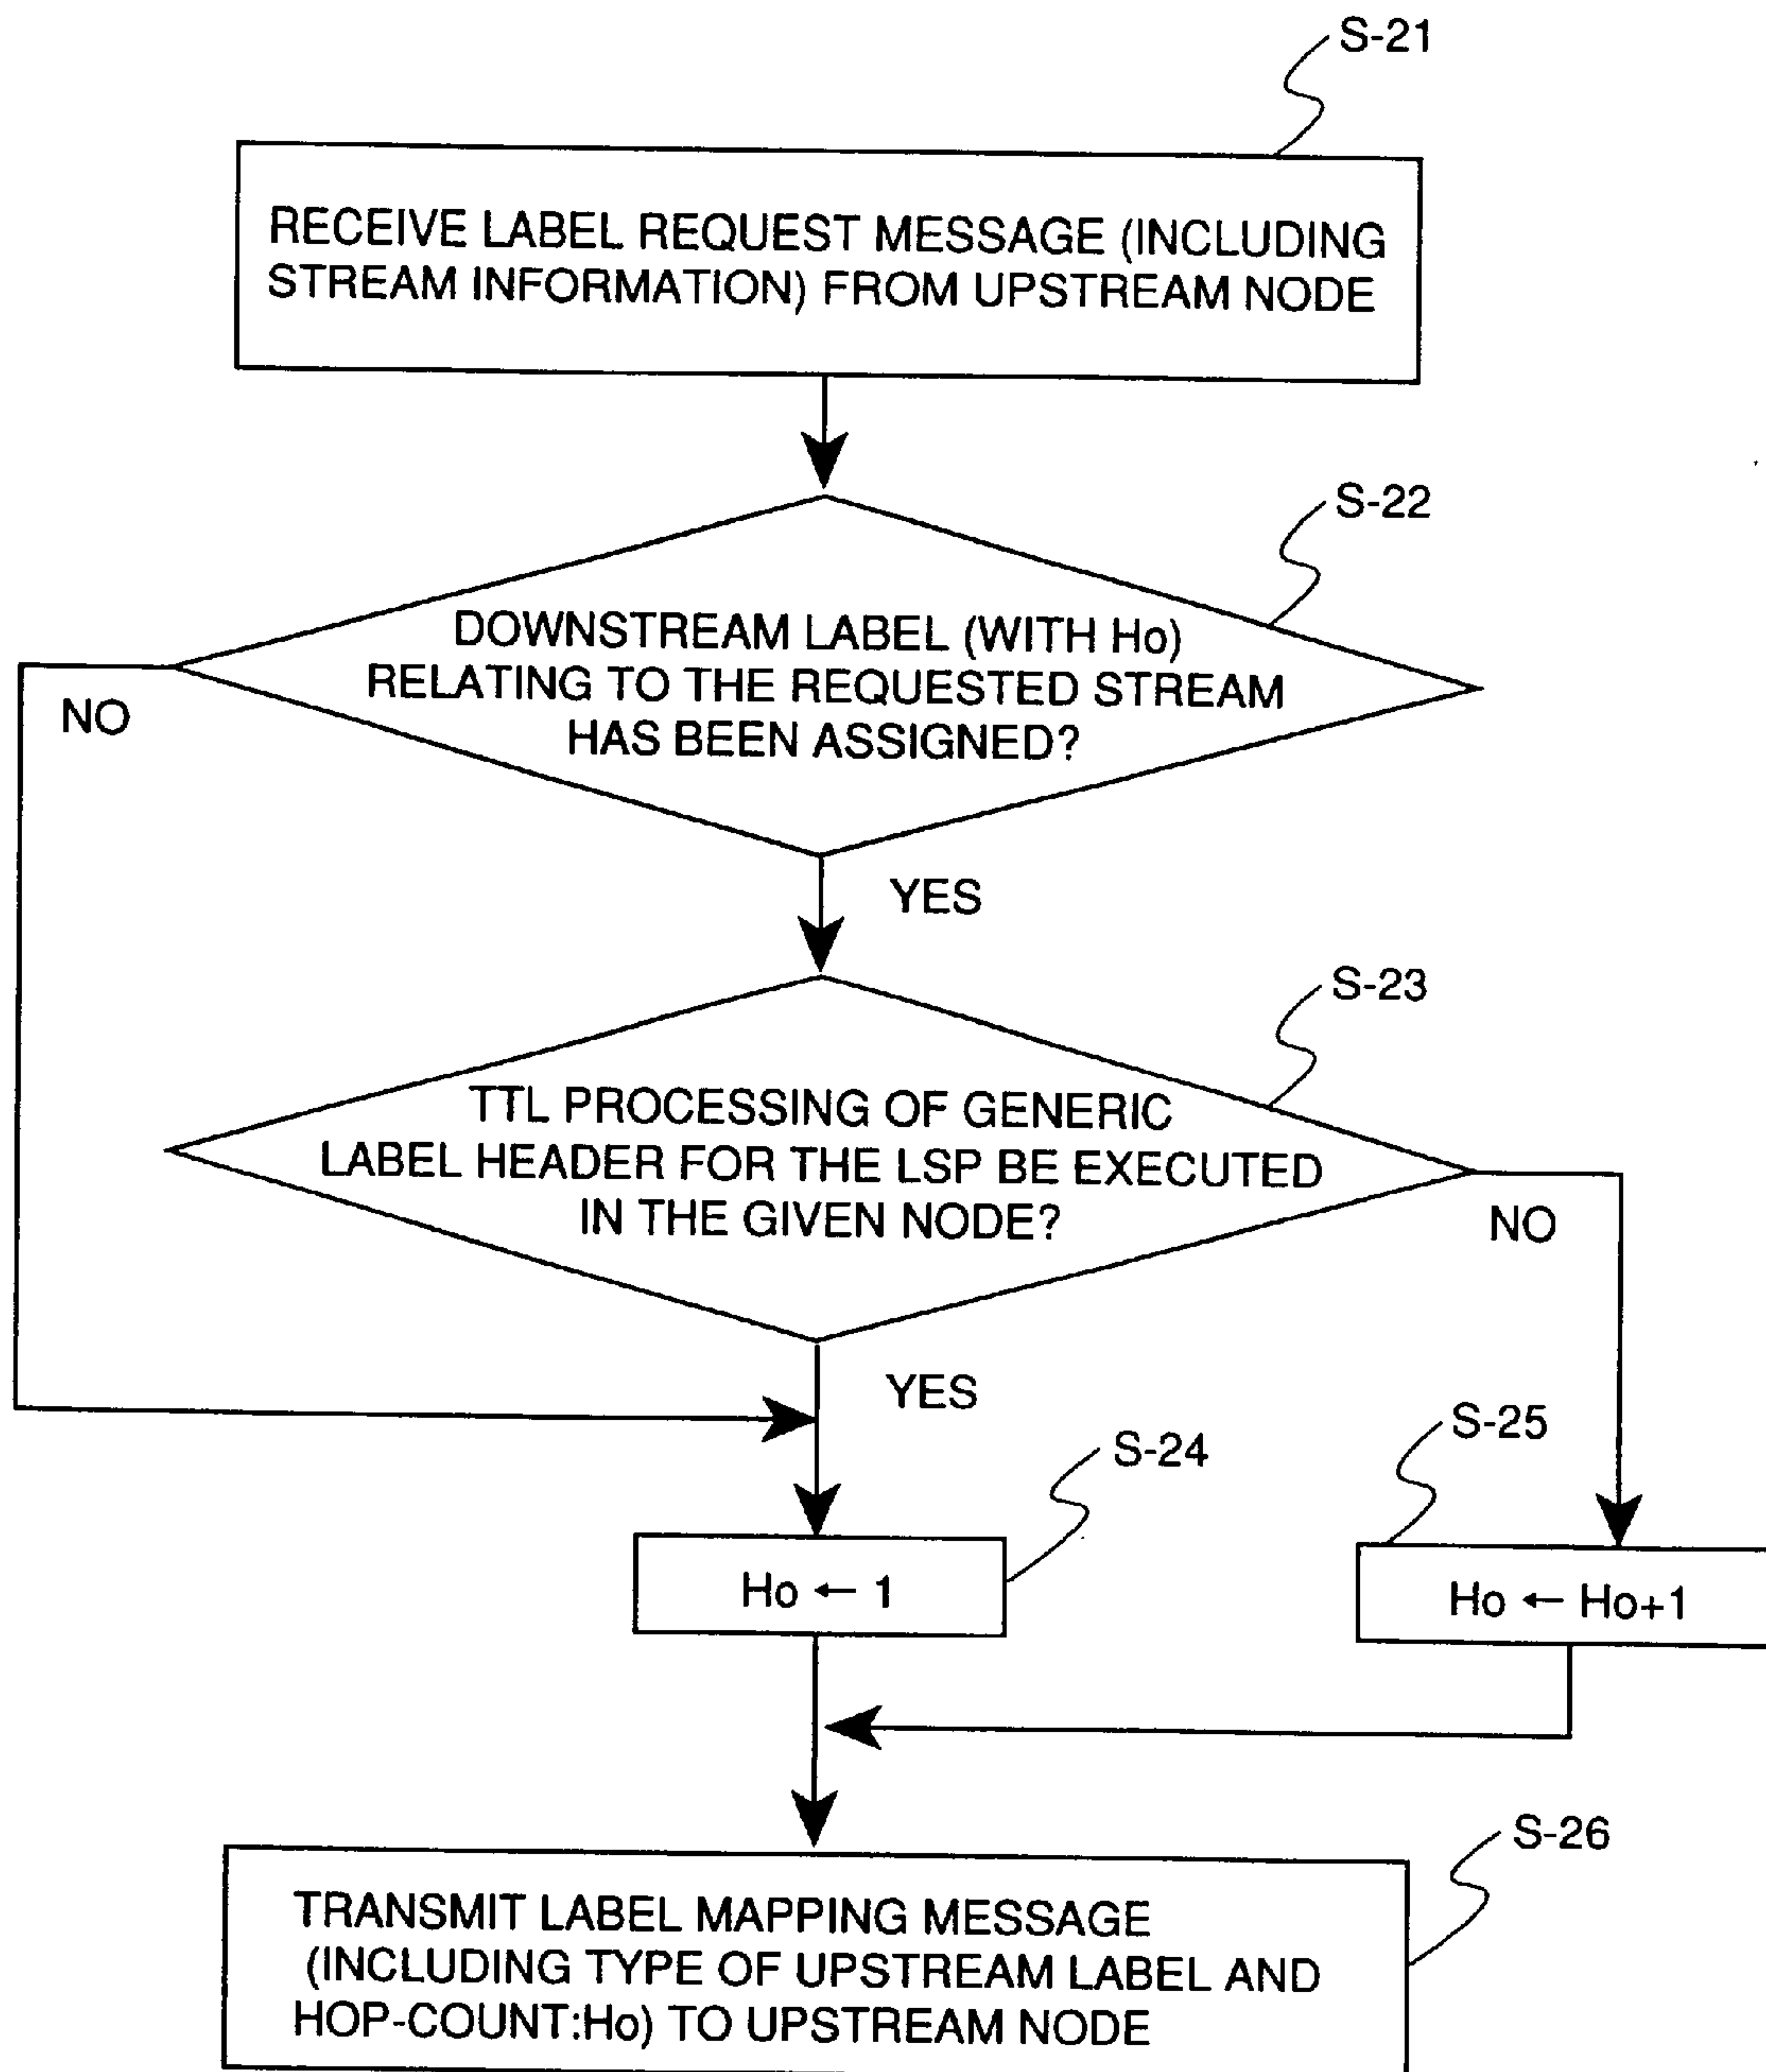 S-21
RECEIVE LABEL REQUEST MESSAGE (INCLUDING
STREAM INFORMATION) FROM UPSTREAM NODE
S-22
DOWNSTREAM LABEL (WITH Ho)
RELATING TO THE REQUESTED STREAM
HAS BEEN ASSIGNED?
NO
YES
S-23
TTL PROCESSING OF GENERIC
LABEL HEADER FOR THE LSP BE EXECUTED
IN THE GIVEN NODE?
NO
YES
S-24
S-25
Ho ← 1
Ho ← Ho+1
S-26
TRANSMIT LABEL MAPPING MESSAGE
(INCLUDING TYPE OF UPSTREAM LABEL AND
HOP-COUNT:Ho) TO UPSTREAM NODE